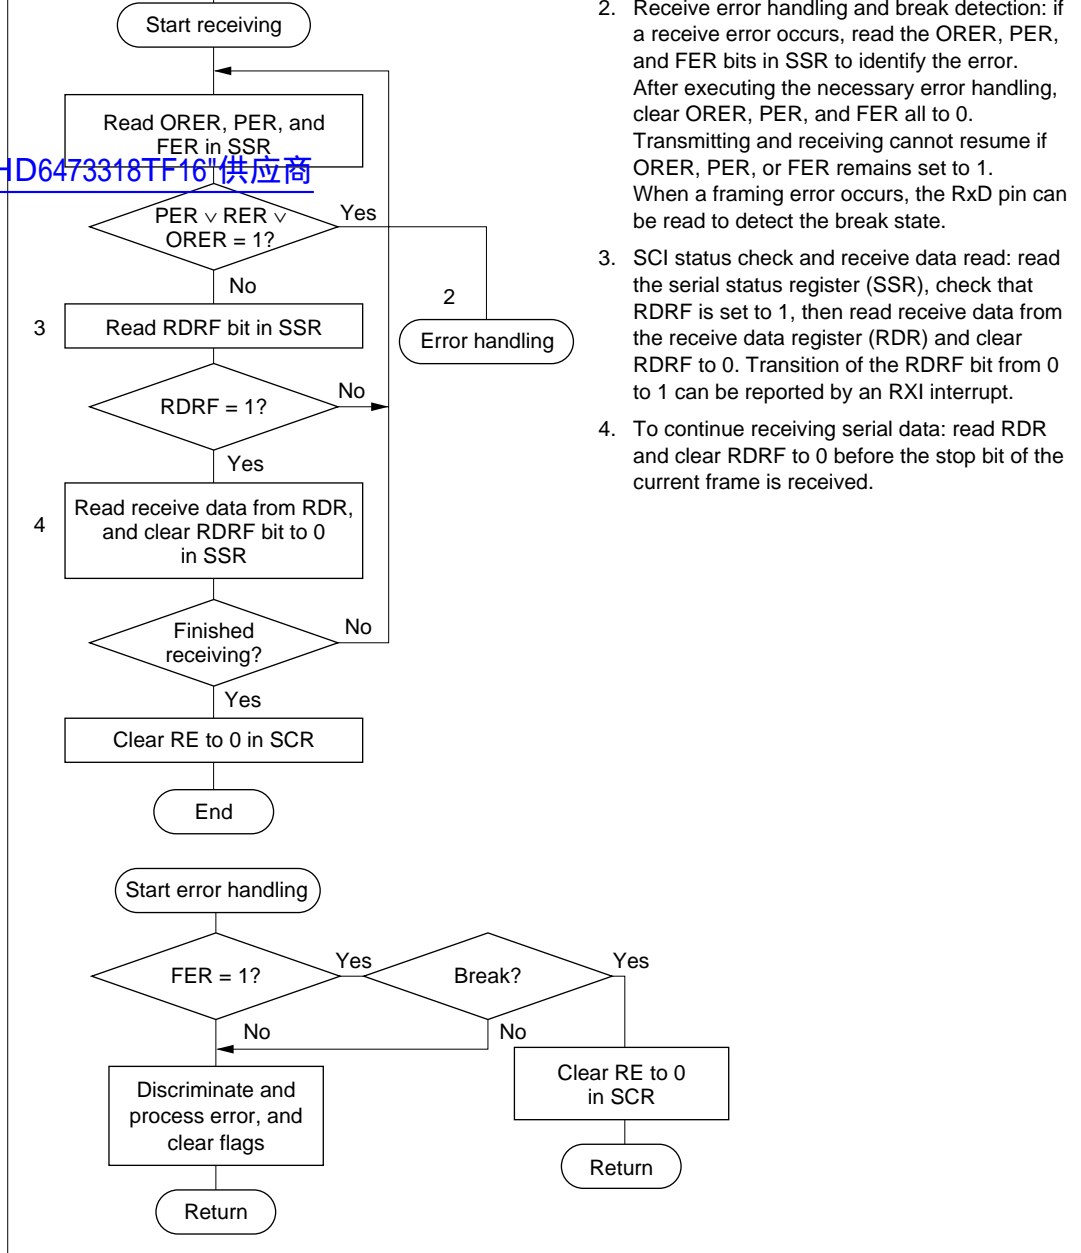 Start receiving
Read ORER, PER, and
FER in SSR
HD6473318TF16"供应商
PER ∨ RER ∨
ORER = 1?
Yes
No
2
Error handling
3
Read RDRF bit in SSR
RDRF = 1?
No
Yes
4
Read receive data from RDR,
and clear RDRF bit to 0
in SSR
Finished
receiving?
No
Yes
Clear RE to 0 in SCR
End
2. Receive error handling and break detection: if
a receive error occurs, read the ORER, PER,
and FER bits in SSR to identify the error.
After executing the necessary error handling,
clear ORER, PER, and FER all to 0.
Transmitting and receiving cannot resume if
ORER, PER, or FER remains set to 1.
When a framing error occurs, the RxD pin can
be read to detect the break state.
3. SCI status check and receive data read: read
the serial status register (SSR), check that
RDRF is set to 1, then read receive data from
the receive data register (RDR) and clear
RDRF to 0. Transition of the RDRF bit from 0
to 1 can be reported by an RXI interrupt.
4. To continue receiving serial data: read RDR
and clear RDRF to 0 before the stop bit of the
current frame is received.
Start error handling
FER = 1?
Yes
Break?
Yes
No
No
Discriminate and
process error, and
clear flags
Clear RE to 0
in SCR
Return
Return